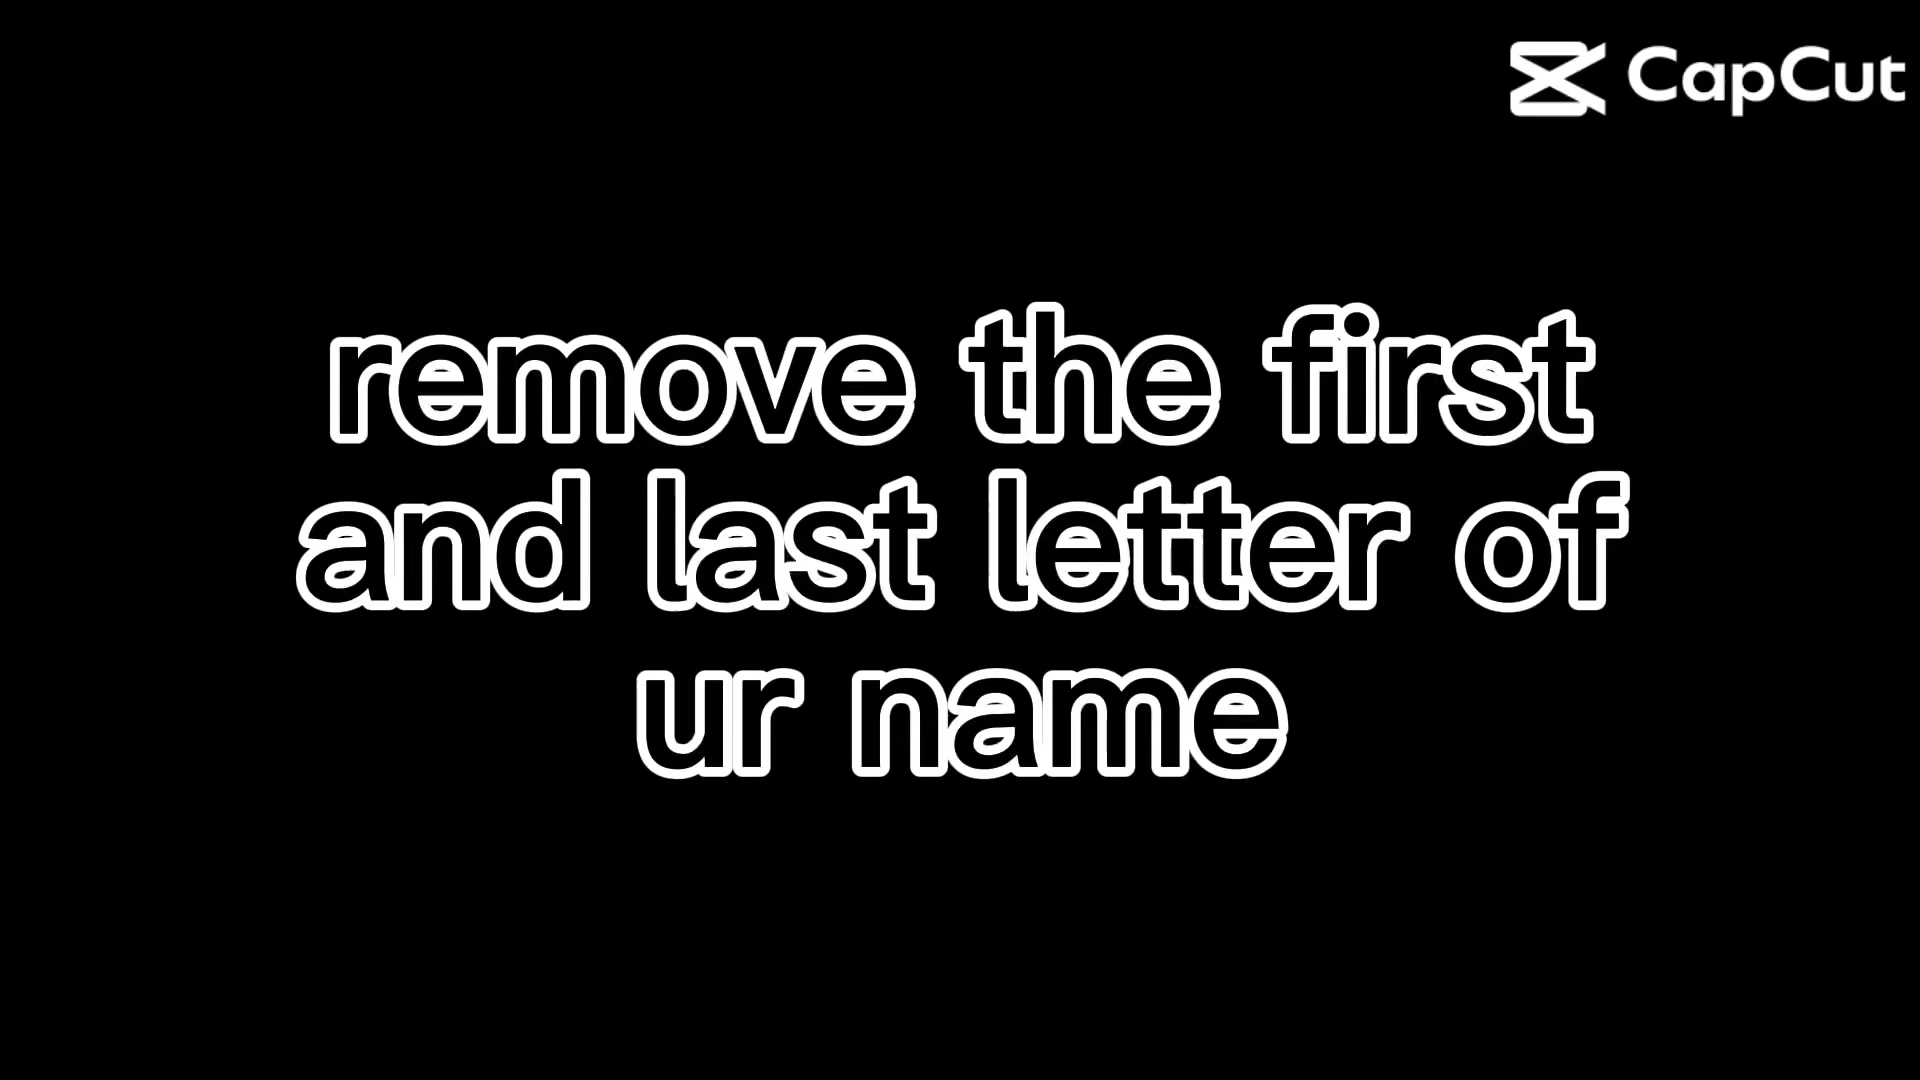 CapCut
remove the first
and last letter of
ur name